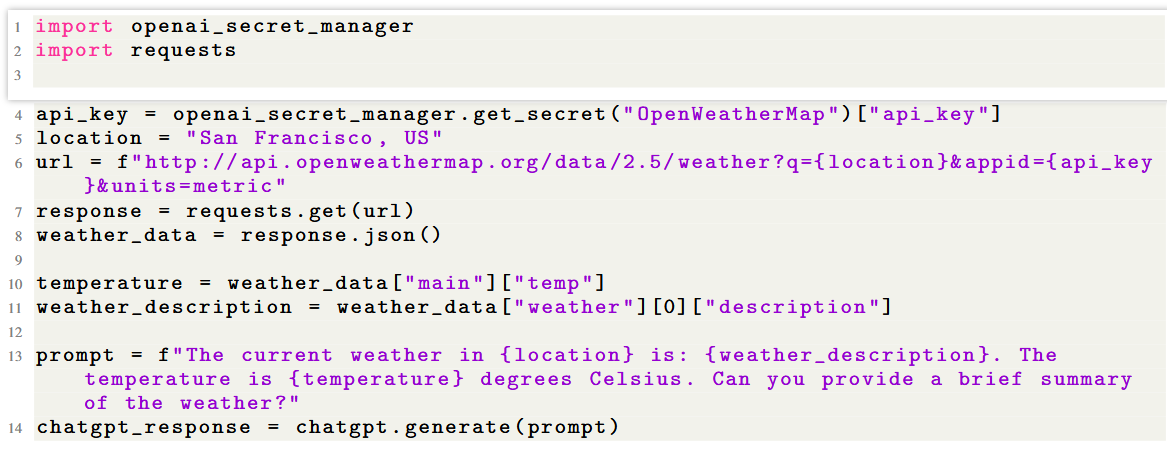 1 import openai_secret_manager
2 import requests
3
4 api_key = openai_secret_manager.get_secret("OpenWeatherMap")["api_key"]
5 location = "San Francisco, US"
6 url = f"http://api.openweathermap.org/data/2.5/weather?q={location}&appid={api_key
}&units=metric"
7 response = requests.get(url)
8 weather_data = response.json()
9
10 temperature = weather_data["main"]["temp"]
11 weather_description = weather_data["weather"][0]["description"]
12
13 prompt = f"The current weather in {location} is: {weather_description}. The
temperature is {temperature} degrees Celsius. Can you provide a brief summary
of the weather?"
14 chatgpt_response = chatgpt.generate(prompt)